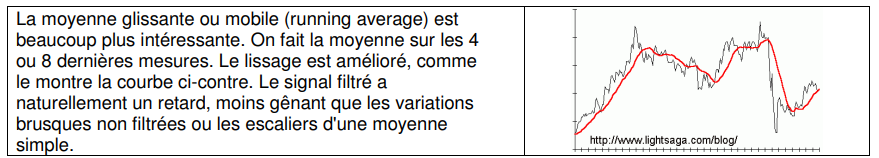 La moyenne glissante ou mobile (running average) est
beaucoup plus intéressante. On fait la moyenne sur les 4
ou 8 dernières mesures. Le lissage est amélioré, comme
le montre la courbe ci-contre. Le signal filtré a
naturellement un retard, moins gênant que les variations
brusques non filtrées ou les escaliers d'une moyenne
simple.
http://www.lightsaga.com/blog/